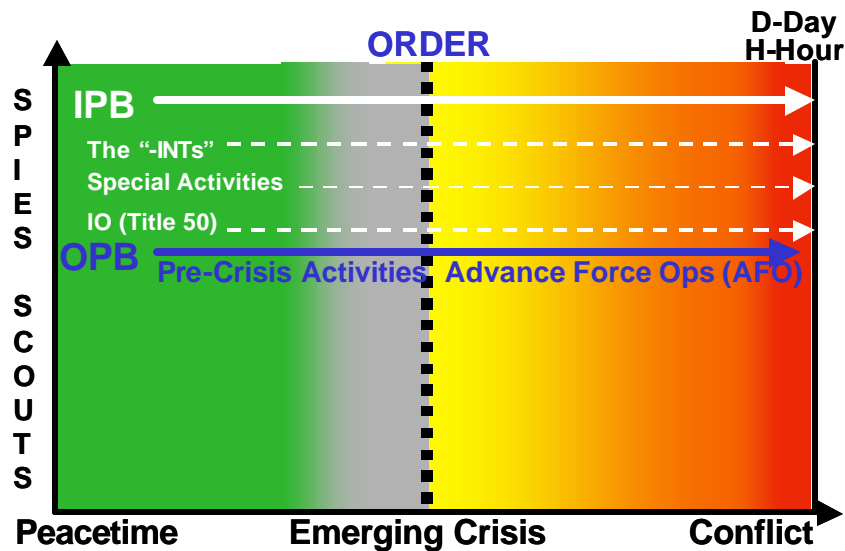 D-Day
H-Hour
ORDER
SPIES
SCOUTS
IPB
The “-INTs”
Special Activities
IO (Title 50)
OPB
Pre-Crisis Activities
Advance Force Ops (AFO)
Peacetime
Emerging Crisis
Conflict